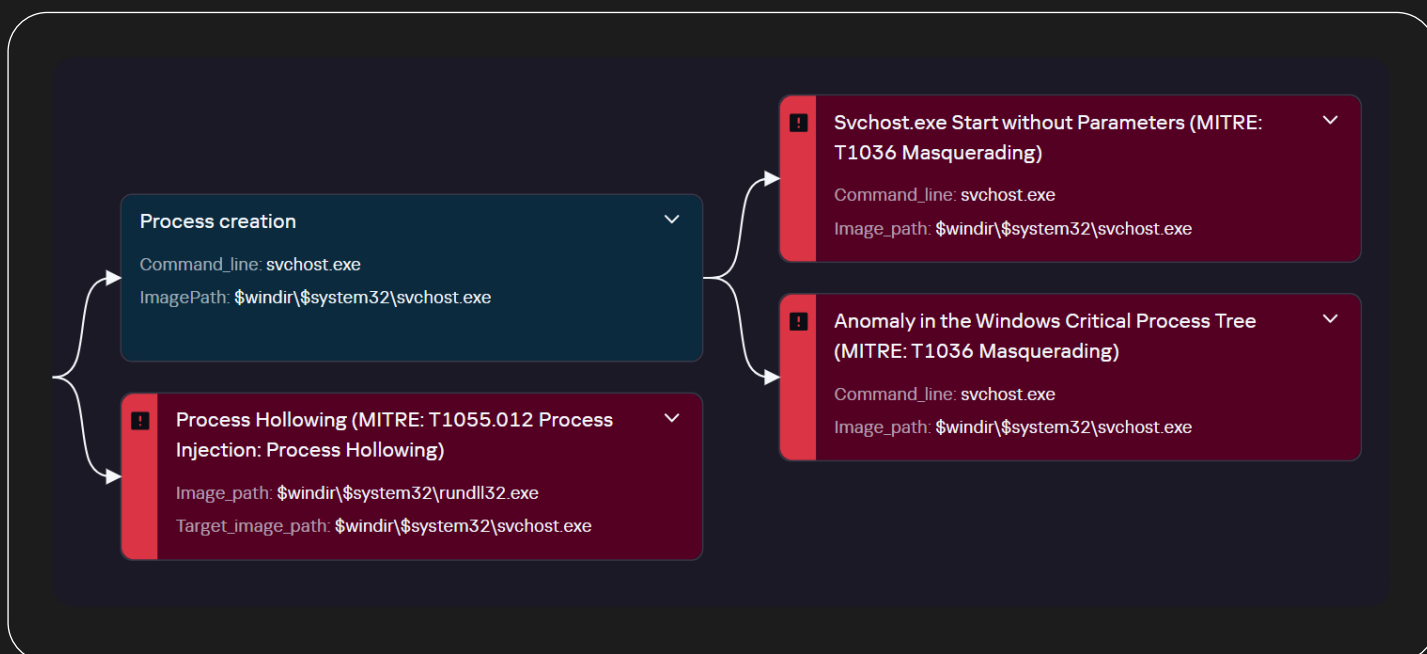 Process creation
Command_line: svchost.exe
ImagePath: $windir\$system32\svchost.exe
Process Hollowing (MITRE: T1055.012 Process
Injection: Process Hollowing)
Image_path: $windir\$system32\rundll32.exe
Target_image_path: $windir\$system32\svchost.exe
Svchost.exe Start without Parameters (MITRE:
T1036 Masquerading)
Command_line: svchost.exe
Image_path: $windir\$system32\svchost.exe
Anomaly in the Windows Critical Process Tree
(MITRE: T1036 Masquerading)
Command_line: svchost.exe
Image_path: $windir\$system32\svchost.exe